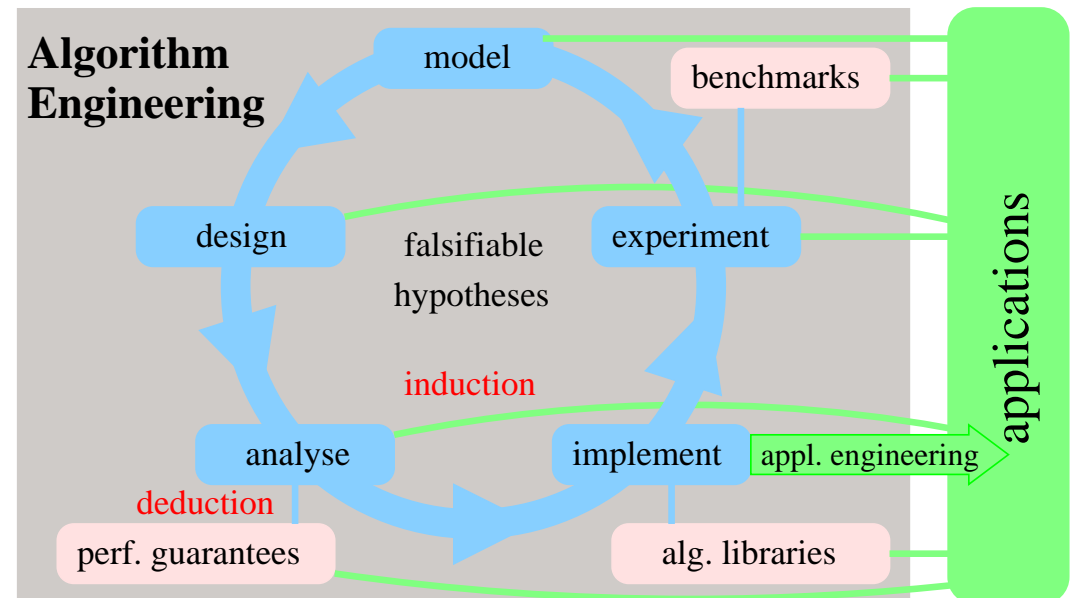 Algorithm
Engineering
model
benchmarks
design
falsifiable
hypotheses
experiment
applications
induction
analyse
implement
appl. engineering
deduction
perf. guarantees
alg. libraries